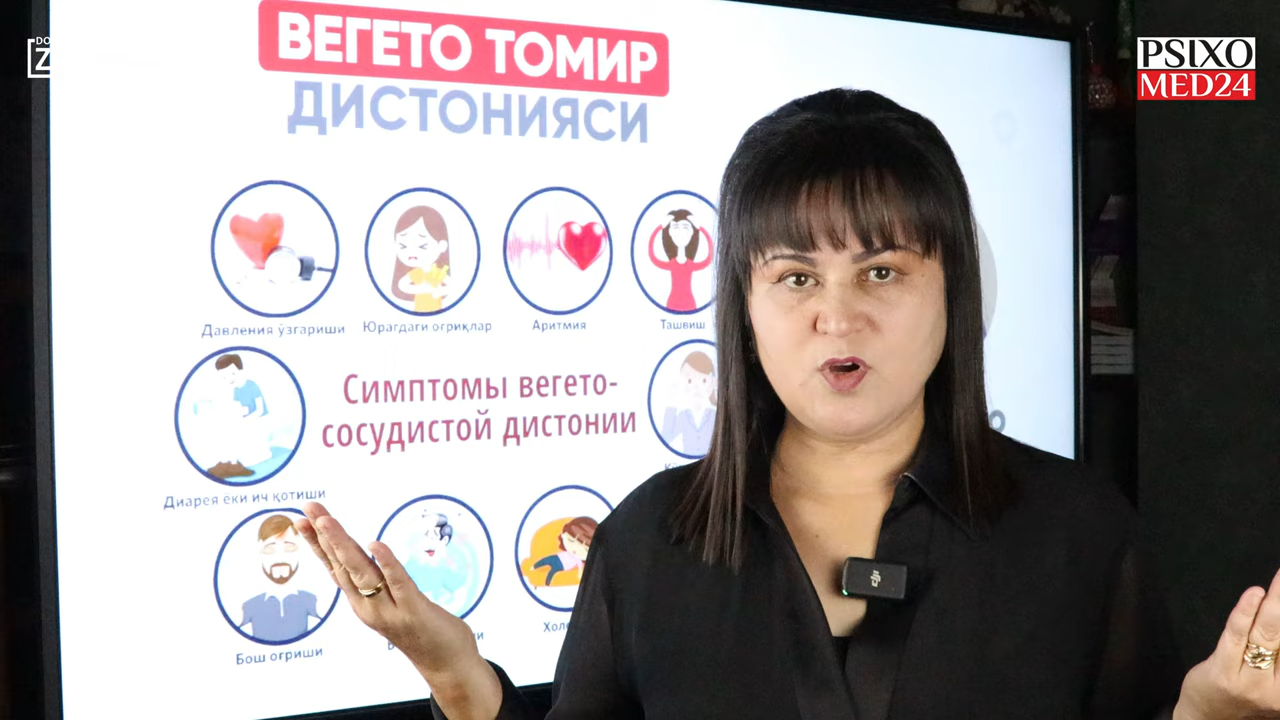 ВЕГЕТО ТОМИР
ДИСТОНИЯСИ
PSIXO
MED24
Давления ўзгариши
Юрагдаги оғриқлар
Аритмия
Ташвиш
Симптомы вегето-
сосудистой дистонии
Диарея ёки ич қотиши
Бош оғриши